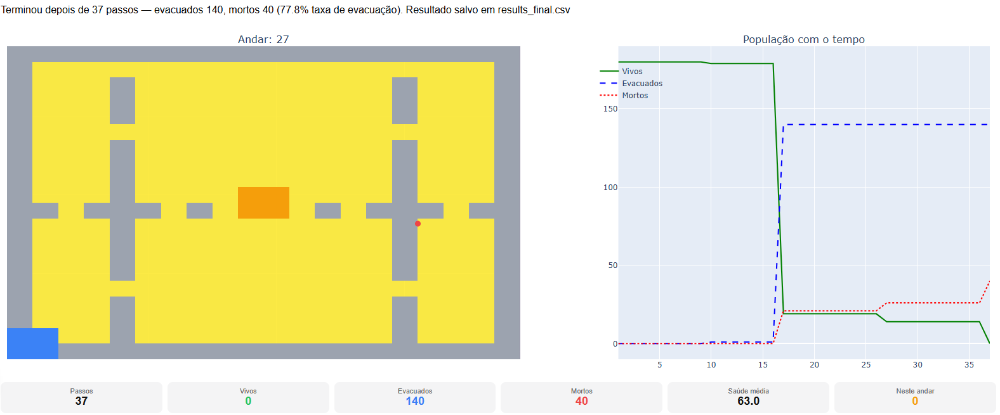 Terminou depois de 37 passos — evacuados 140, mortos 40 (77.8% taxa de evacuação). Resultado salvo em results_final.csv
Andar: 27
População com o tempo
Vivos
Evacuados
Mortos
150
100
50
0
5 10 15 20 25 30 35
Passos
37
Vivos
0
Evacuados
140
Mortos
40
Saúde média
63.0
Neste andar
0